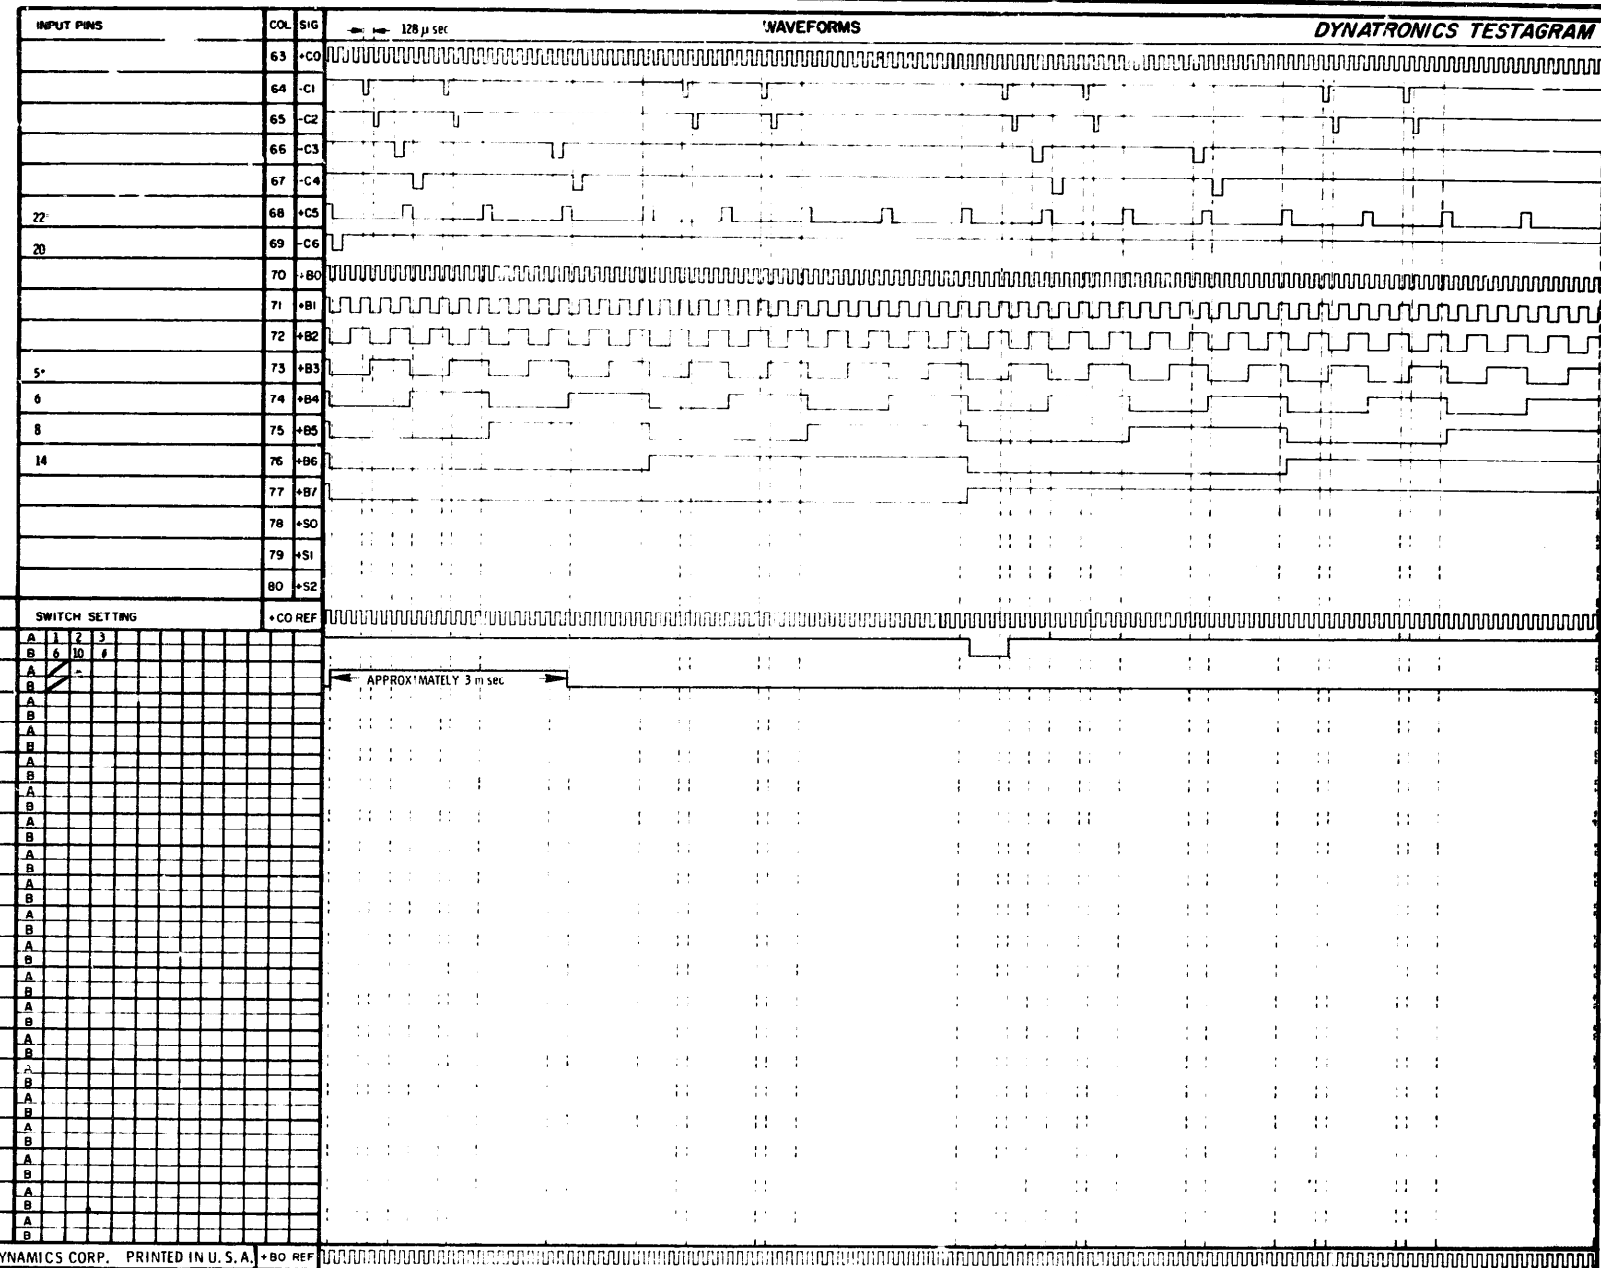 INPUT PINS COL SIG 128 μ sec WAVEFORMS DYNATRONICS TESTAGRAM
63 +C0
64 -C1
65 -C2
66 -C3
67 -C4
22 68 +C5
20 69 -C6
70 +B0
71 +B1
72 +B2
5* 73 +B3
6 74 +B4
8 75 +B5
14 76 +B6
77 +B7
78 +S0
79 +S1
80 +S2
SWITCH SETTING +CO REF
A 1 2 3
B 6 10
A
B
APPROXIMATELY 3 m sec
A
B
A
B
A
B
A
B
A
B
A
B
A
B
A
B
A
B
A
B
A
B
A
B
A
B
A
B
A
B
A
B
A
B
A
B
YNAMICS CORP. PRINTED IN U.S.A. +BO REF